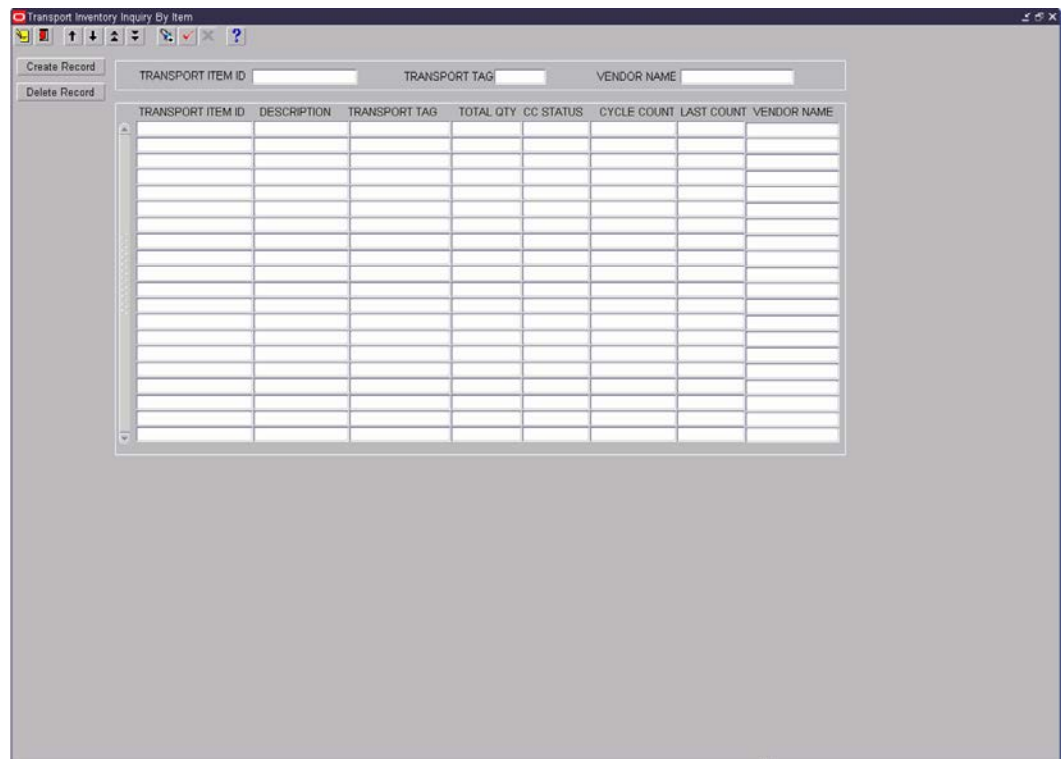 Transport Inventory Inquiry By Item
?
Create Record
Delete Record
TRANSPORT ITEM ID TRANSPORT TAG VENDOR NAME
TRANSPORT ITEM ID DESCRIPTION TRANSPORT TAG TOTAL QTY CC STATUS CYCLE COUNT LAST COUNT VENDOR NAME